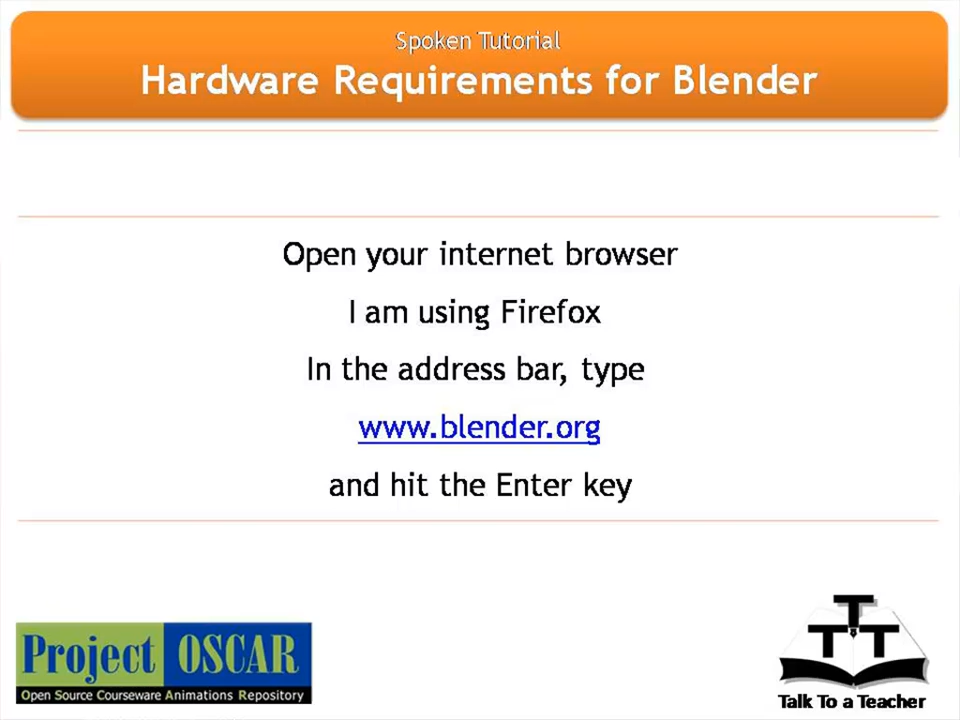 Spoken Tutorial
Hardware Requirements for Blender
Open your internet browser
I am using Firefox
In the address bar, type
www.blender.org
and hit the Enter key
Project OSCAR
Open Source Courseware Animations Repository
T
T T
Talk To a Teacher